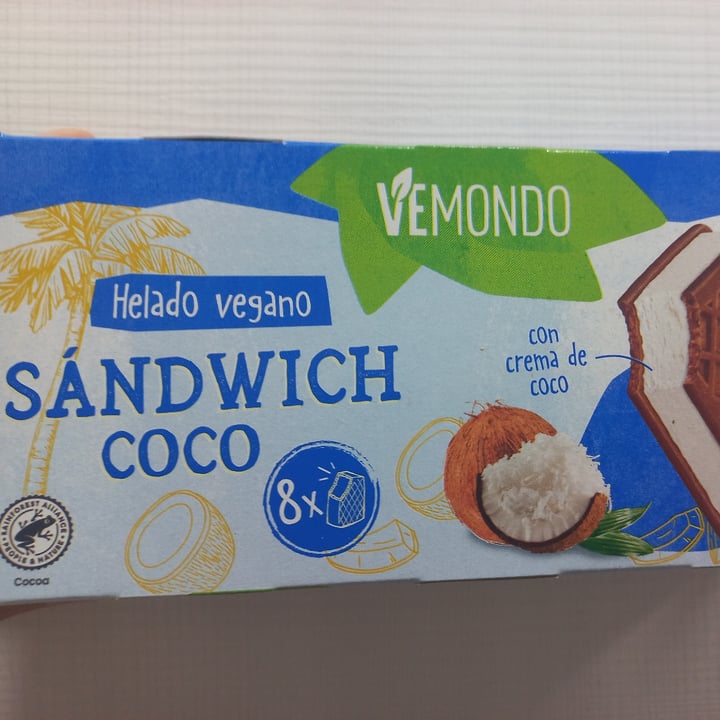 VEMONDO
Helado vegano
SÁNDWICH
COCO
con
crema de
coco
8x
RAINFOREST ALLIANCE
PEOPLE & NATURE
Cocoa